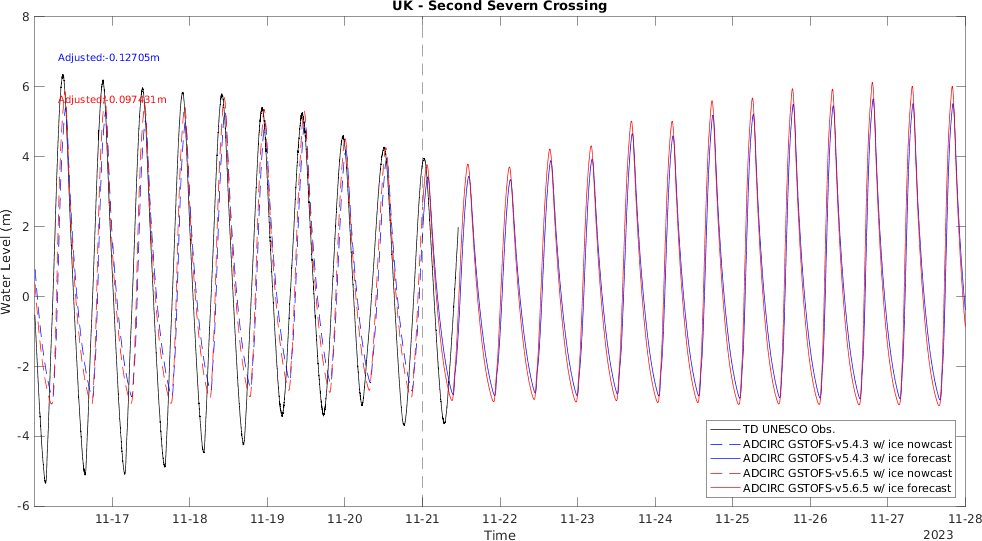 UK - Second Severn Crossing
8
6
4
2
0
-2
-4
-6
Water Level (m)
Adjusted:-0.12705m
Adjusted:-0.097431m
TD UNESCO Obs.
ADCIRC GSTOFS-v5.4.3 w/ ice nowcast
ADCIRC GSTOFS-v5.4.3 w/ ice forecast
ADCIRC GSTOFS-v5.6.5 w/ ice nowcast
ADCIRC GSTOFS-v5.6.5 w/ ice forecast
11-17 11-18 11-19 11-20 11-21 11-22 11-23 11-24 11-25 11-26 11-27 11-28
Time
2023